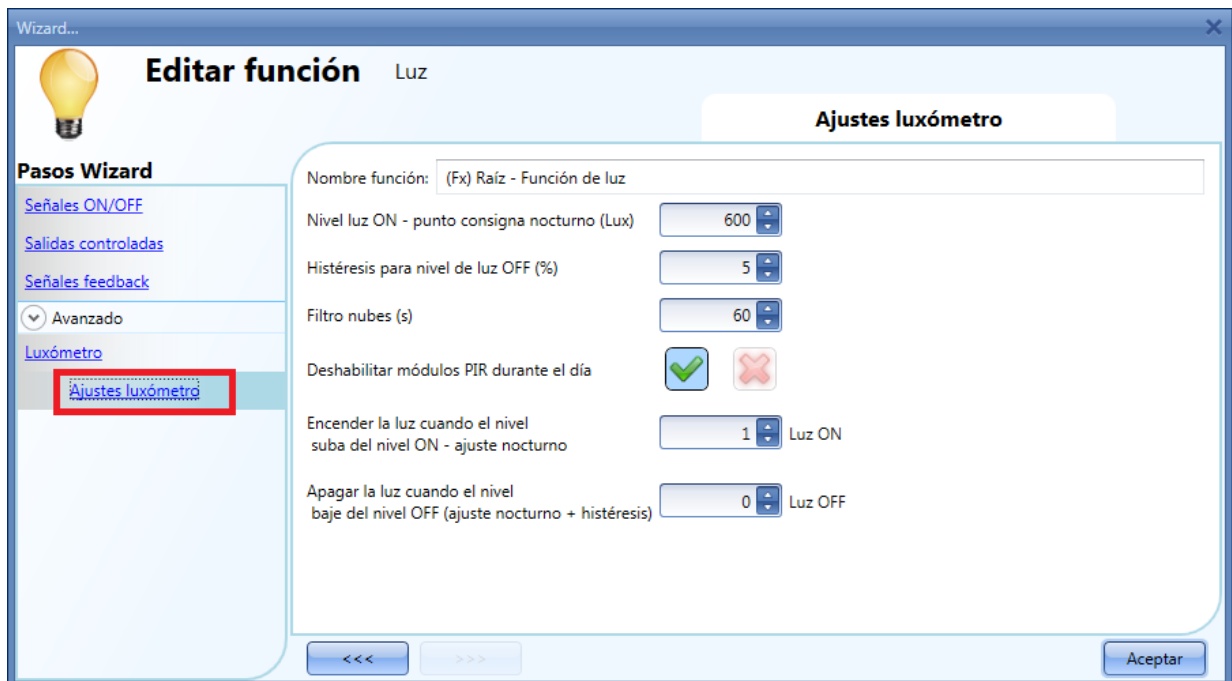 Wizard...
Editar función Luz
Ajustes luxómetro
Pasos Wizard
Señales ON/OFF
Salidas controladas
Señales feedback
Avanzado
Luxómetro
Ajustes luxómetro
Nombre función: (Fx) Raíz - Función de luz
Nivel luz ON - punto consigna nocturno (Lux) 600
Histéresis para nivel de luz OFF (%) 5
Filtro nubes (s) 60
Deshabilitar módulos PIR durante el día
Encender la luz cuando el nivel
suba del nivel ON - ajuste nocturno 1 Luz ON
Apagar la luz cuando el nivel
baje del nivel OFF (ajuste nocturno + histéresis) 0 Luz OFF
<<< >>> Aceptar